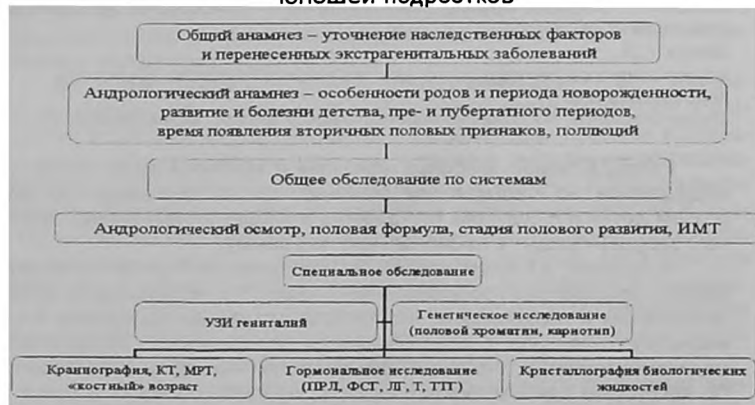 юношей подростков
Общий анамнез – уточнение наследственных факторов
и перенесенных экстрагенитальных заболеваний
Андрологический анамнез – особенности родов и периода новорожденности,
развитие и болезни детства, пре- и пубертатного периодов,
время появления вторичных половых признаков, поллюций
Общее обследование по системам
Андрологический осмотр, половая формула, стадия полового развития, ИМТ
Специальное обследование
УЗИ гениталий
Генетическое исследование
(половой хроматин, кариотип)
Краниография, КТ, МРТ,
«костный» возраст
Гормональное исследование
(ПРЛ, ФСГ, ЛГ, Т, ТТГ)
Кристаллография биологических
жидкостей